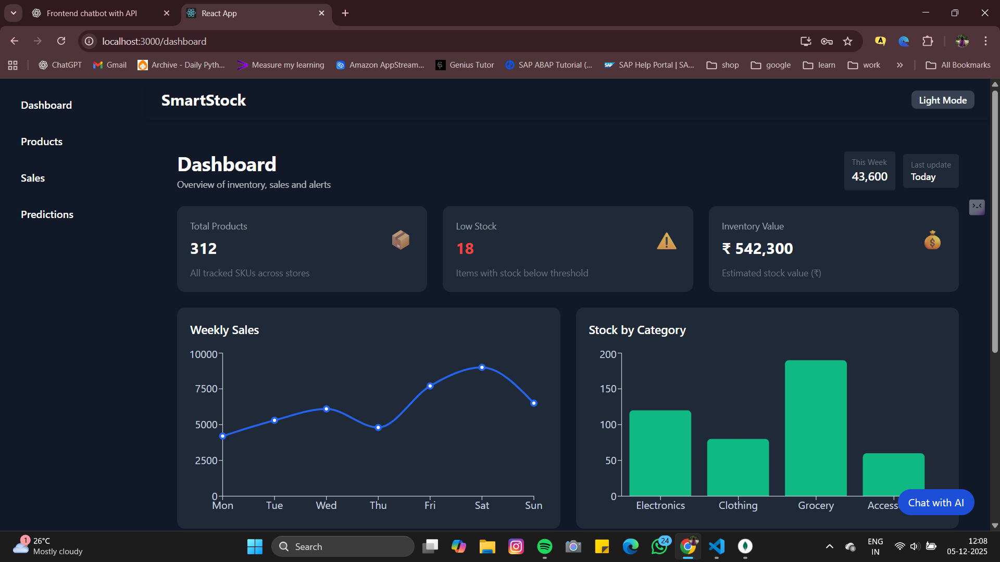 Frontend chatbot with API
React App
localhost:3000/dashboard
ChatGPT
Gmail
Archive - Daily Pyth...
Measure my learning
Amazon AppStream...
Genius Tutor
SAP ABAP Tutorial (...
SAP Help Portal | SA...
shop
google
learn
work
All Bookmarks
Dashboard
Products
Sales
Predictions
SmartStock
Light Mode
Dashboard
Overview of inventory, sales and alerts
This Week
43,600
Last update
Today
Total Products
312
All tracked SKUs across stores
Low Stock
18
Items with stock below threshold
Inventory Value
₹ 542,300
Estimated stock value (₹)
Weekly Sales
10000
7500
5000
2500
0
Mon Tue Wed Thu Fri Sat Sun
Stock by Category
200
150
100
50
0
Electronics Clothing Grocery Access
Chat with AI
1
26°C
Mostly cloudy
Search
24
ENG
IN
12:08
05-12-2025